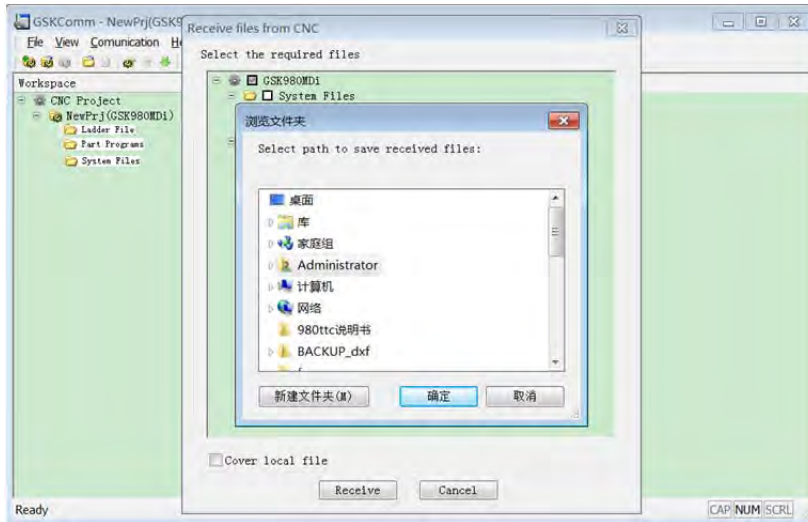 GSKComm - NewPrj(GSK9
File View Comunication He
Workspace
CNC Project
NewPrj(GSK980MDi)
Ladder File
Part Programs
System Files
Receive files from CNC
Select the required files
GSK980MDi
System Files
浏览文件夹
Select path to save received files:
桌面
库
家庭组
Administrator
计算机
网络
980ttc说明书
BACKUP_dxf
新建文件夹(M)
确定
取消
Cover local file
Receive
Cancel
Ready
CAP NUM SCRL